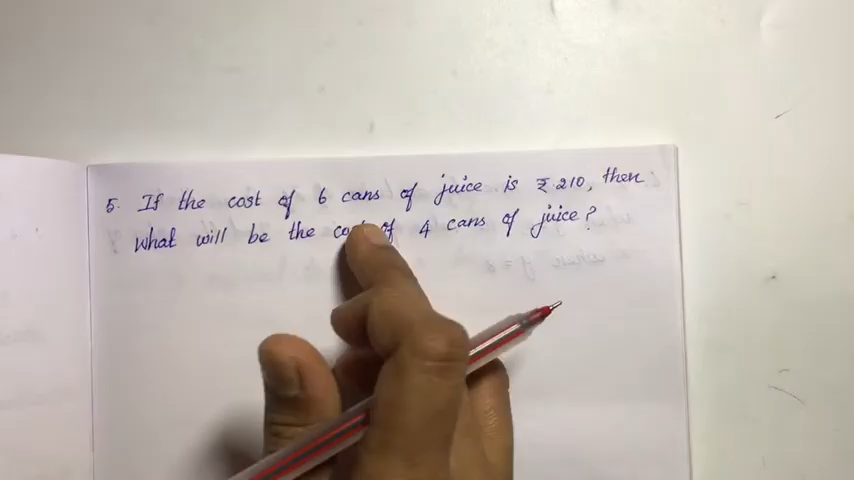 5. If the cost of 6 cans of juice is ₹ 210, then
What will be the cost of 4 cans of juice?